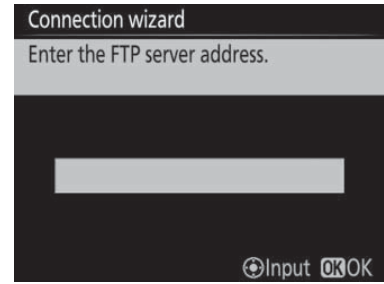 Connection wizard
Enter the FTP server address.
Input OK OK